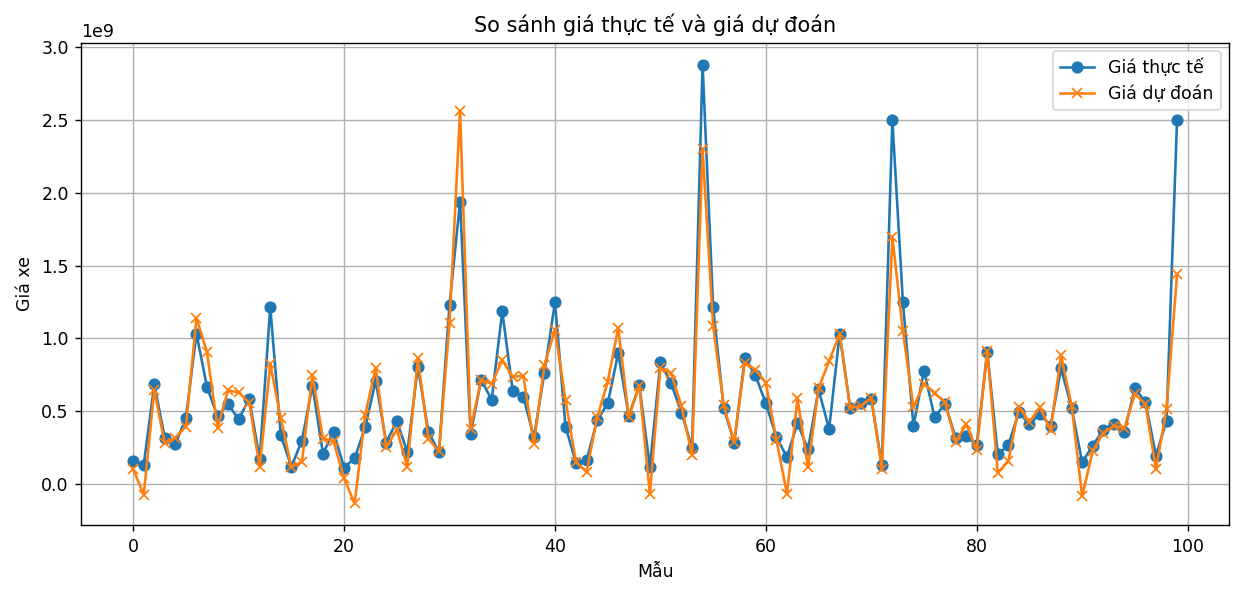 So sánh giá thực tế và giá dự đoán
1e9
3.0
2.5
2.0
1.5
1.0
0.5
0.0
Giá xe
Giá thực tế
Giá dự đoán
0 20 40 60 80 100
Mẫu